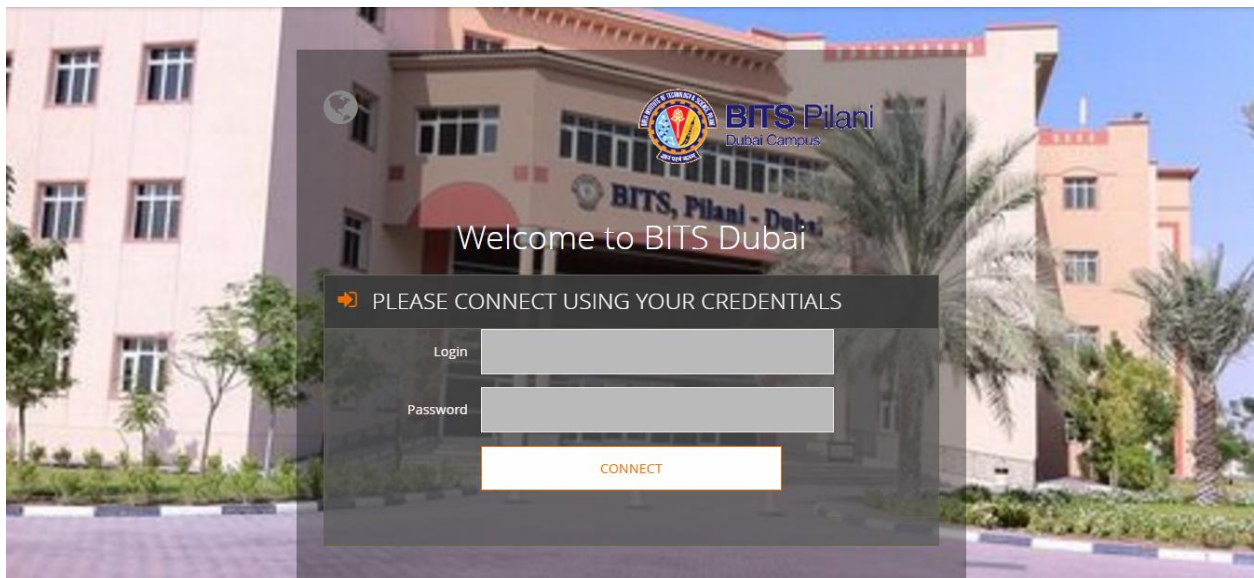 BITS Pilani
Dubai Campus
BITS, Pilani - Dubai
Welcome to BITS Dubai
PLEASE CONNECT USING YOUR CREDENTIALS
Login
Password
CONNECT